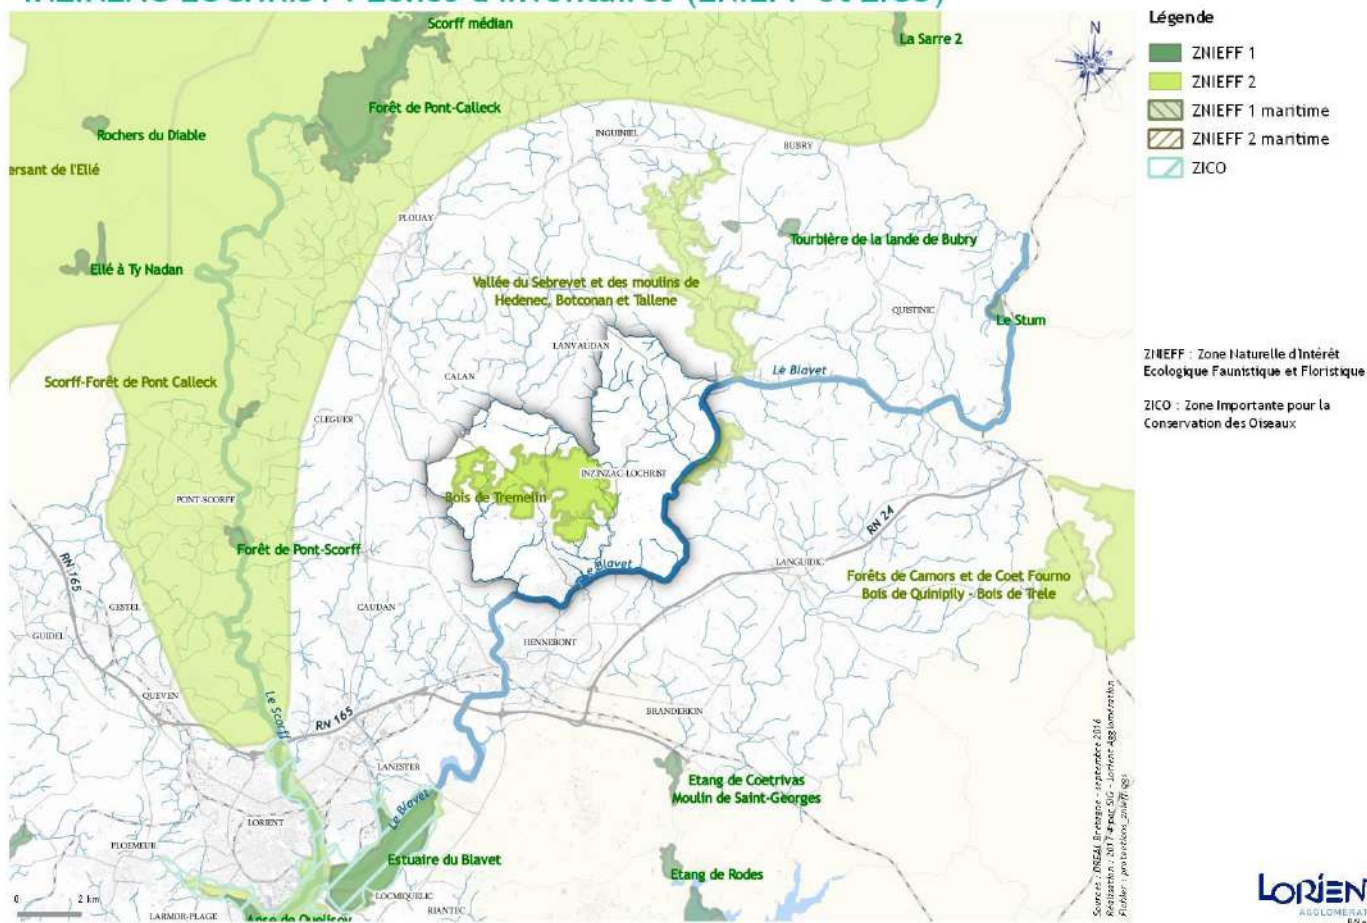 Scorff médian
La Sarre 2
Forêt de Pont-Calleck
Rochers du Diable
ersant de l'Ellé
INGUINIEL
BUBRY
PLOUAY
Tourbière de la lande de Bubry
Ellé à Ty Nadan
Vallée du Sebrevet et des moulins de
Hedenec, Botconan et Tallene
QUISTINIC
Le Stum
LANVAUDAN
Le Blavet
Scorff-Forêt de Pont Calleck
CALAN
CLEGUER
INZINZAC-LOCHRIST
Bois de Tremelin
PONT-SCORFF
RN 24
Forêt de Pont-Scorff
Le Blavet
LANGUIDIC
RN 165
Forêts de Camors et de Coet Fourno
Bois de Quinipily - Bois de Trele
GESTEL
CAUDAN
GUIDEL
HENNEBONT
QUEVEN
Le Scorff
RN 165
BRANDERION
LANESTER
Etang de Coetrivas
Moulin de Saint-Georges
Le Blavet
LORIENT
PLOEMEUR
Estuaire du Blavet
Etang de Rodes
LOCMIQUELIC
RIANTEC
LARMOR-PLAGE
0 2 km
N
Légende
ZNIEFF 1
ZNIEFF 2
ZNIEFF 1 maritime
ZNIEFF 2 maritime
ZICO
ZNIEFF : Zone Naturelle d'Intérêt
Ecologique Faunistique et Floristique
ZICO : Zone Importante pour la
Conservation des Oiseaux
Sources : DREAL Bretagne - septembre 2016
LORIEN
AGGLOMÉRAT